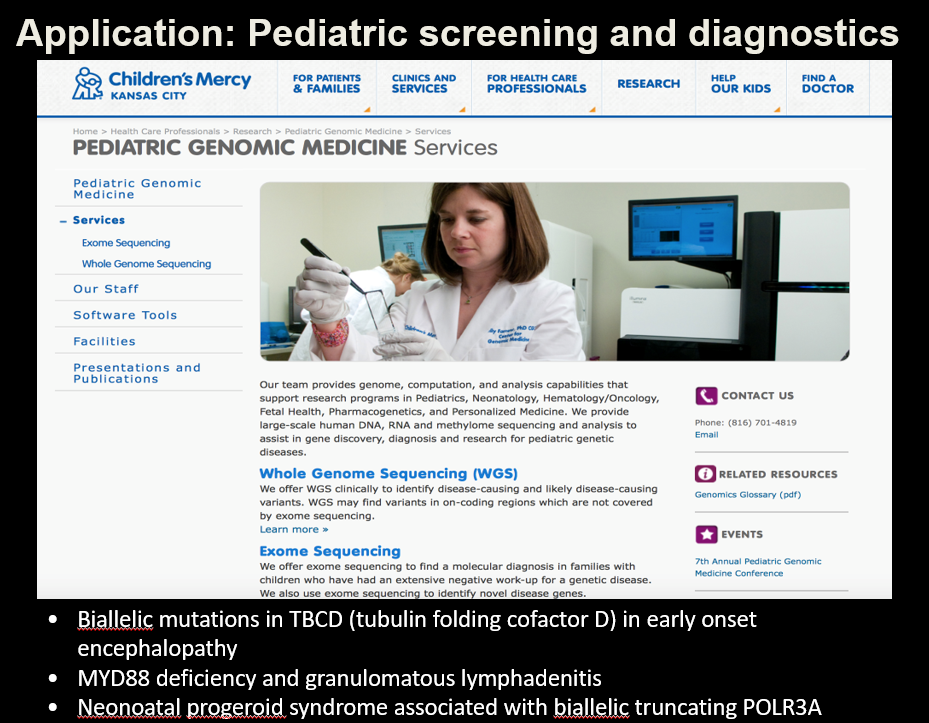 Application: Pediatric screening and diagnostics
Children's Mercy
KANSAS CITY
FOR PATIENTS
& FAMILIES
CLINICS AND
SERVICES
FOR HEALTH CARE
PROFESSIONALS
RESEARCH
HELP
OUR KIDS
FIND A
DOCTOR
Home > Health Care Professionals > Research > Pediatric Genomic Medicine > Services
PEDIATRIC GENOMIC MEDICINE Services
Pediatric Genomic
Medicine
– Services
Exome Sequencing
Whole Genome Sequencing
Our Staff
Software Tools
Facilities
Presentations and
Publications
Our team provides genome, computation, and analysis capabilities that
support research programs in Pediatrics, Neonatology, Hematology/Oncology,
Fetal Health, Pharmacogenetics, and Personalized Medicine. We provide
large-scale human DNA, RNA and methylome sequencing and analysis to
assist in gene discovery, diagnosis and research for pediatric genetic
diseases.
Whole Genome Sequencing (WGS)
We offer WGS clinically to identify disease-causing and likely disease-causing
variants. WGS may find variants in on-coding regions which are not covered
by exome sequencing.
Learn more »
Exome Sequencing
We offer exome sequencing to find a molecular diagnosis in families with
children who have had an extensive negative work-up for a genetic disease.
We also use exome sequencing to identify novel disease genes.
CONTACT US
Phone: (816) 701-4819
Email
RELATED RESOURCES
Genomics Glossary (pdf)
EVENTS
7th Annual Pediatric Genomic
Medicine Conference
• Biallelic mutations in TBCD (tubulin folding cofactor D) in early onset
encephalopathy
• MYD88 deficiency and granulomatous lymphadenitis
• Neonoatal progeroid syndrome associated with biallelic truncating POLR3A